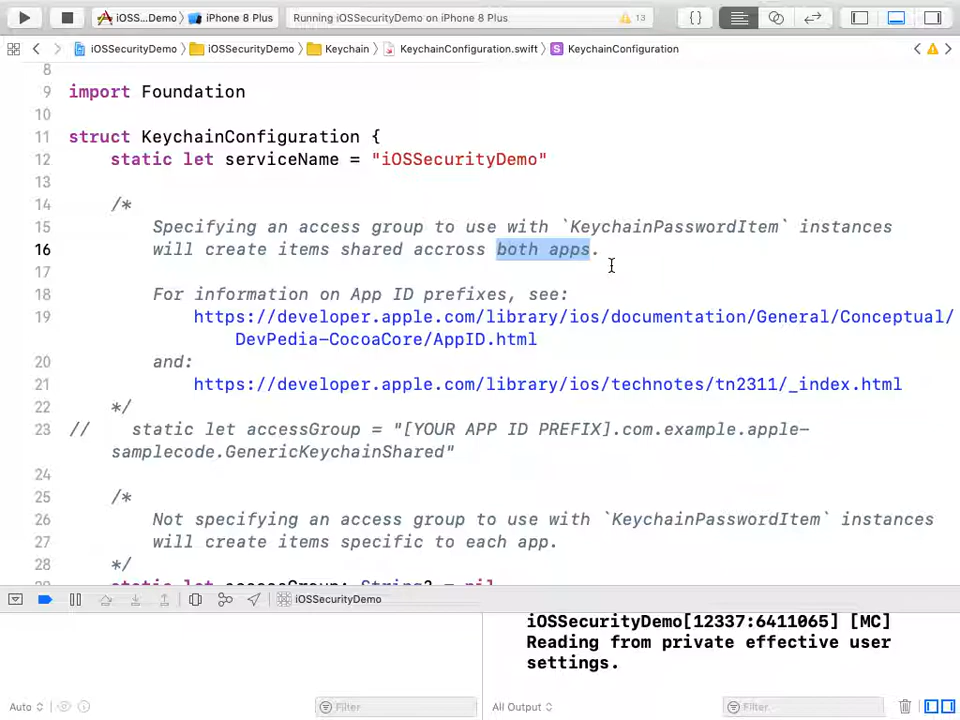 iOSS...Demo 〉 iPhone 8 Plus
Running iOSSecurityDemo on iPhone 8 Plus
13
iOSSecurityDemo 〉 iOSSecurityDemo 〉 Keychain 〉 KeychainConfiguration.swift 〉 S KeychainConfiguration
8
9 import Foundation
10
11 struct KeychainConfiguration {
12 static let serviceName = "iOSSecurityDemo"
13
14 /*
15 Specifying an access group to use with `KeychainPasswordItem` instances
16 will create items shared accross both apps.
17
18 For information on App ID prefixes, see:
19 https://developer.apple.com/library/ios/documentation/General/Conceptual/
DevPedia-CocoaCore/AppID.html
20 and:
21 https://developer.apple.com/library/ios/technotes/tn2311/_index.html
22 */
23 // static let accessGroup = "[YOUR APP ID PREFIX].com.example.apple-
samplecode.GenericKeychainShared"
24
25 /*
26 Not specifying an access group to use with `KeychainPasswordItem` instances
27 will create items specific to each app.
28 */
static let accessGroup: String? = nil
iOSSecurityDemo
iOSSecurityDemo[12337:6411065] [MC]
Reading from private effective user
settings.
Auto
Filter
All Output
Filter